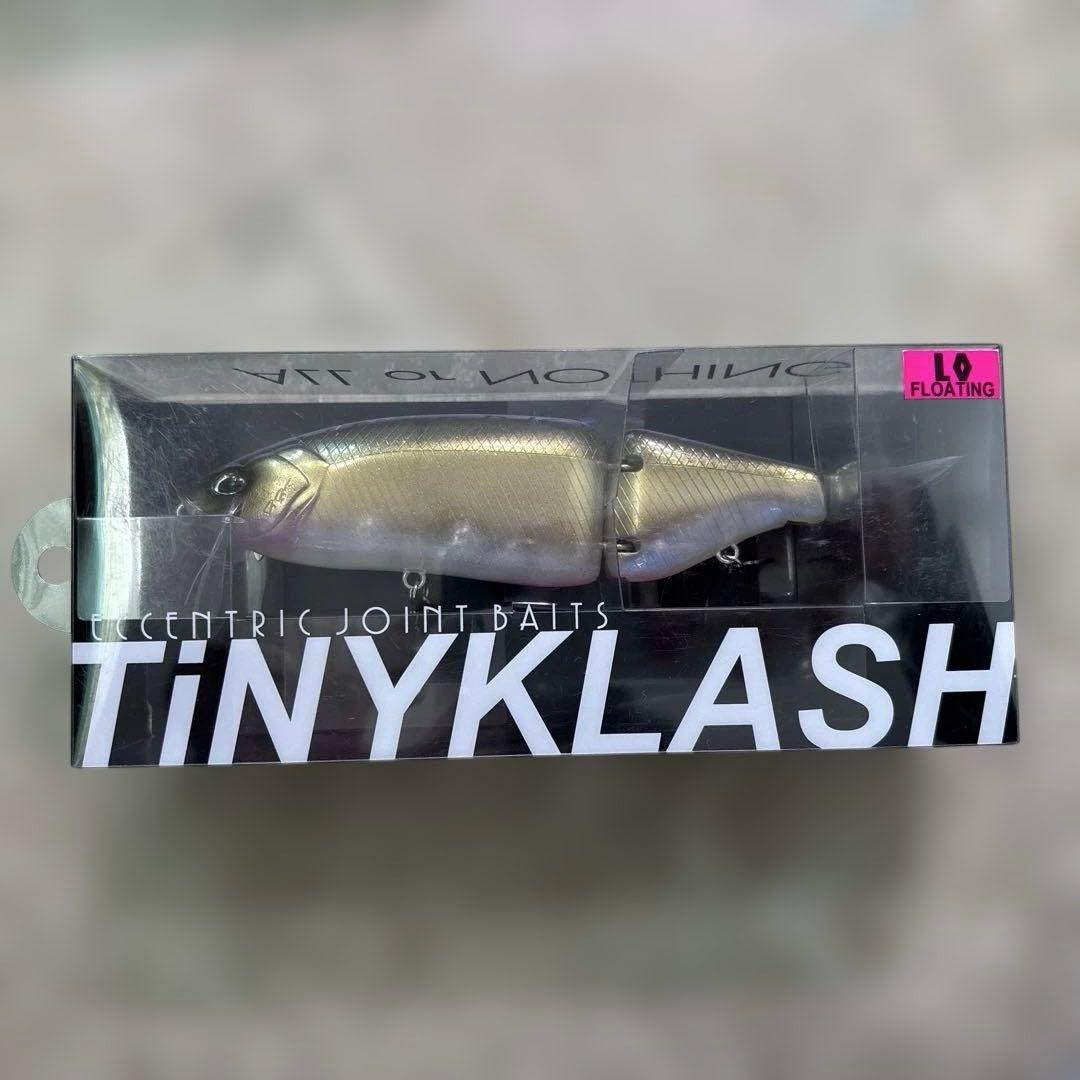 ALL or NOTHING
LO
FLOATING
ECCENTRIC JOINT BAITS
TiNYKLASH